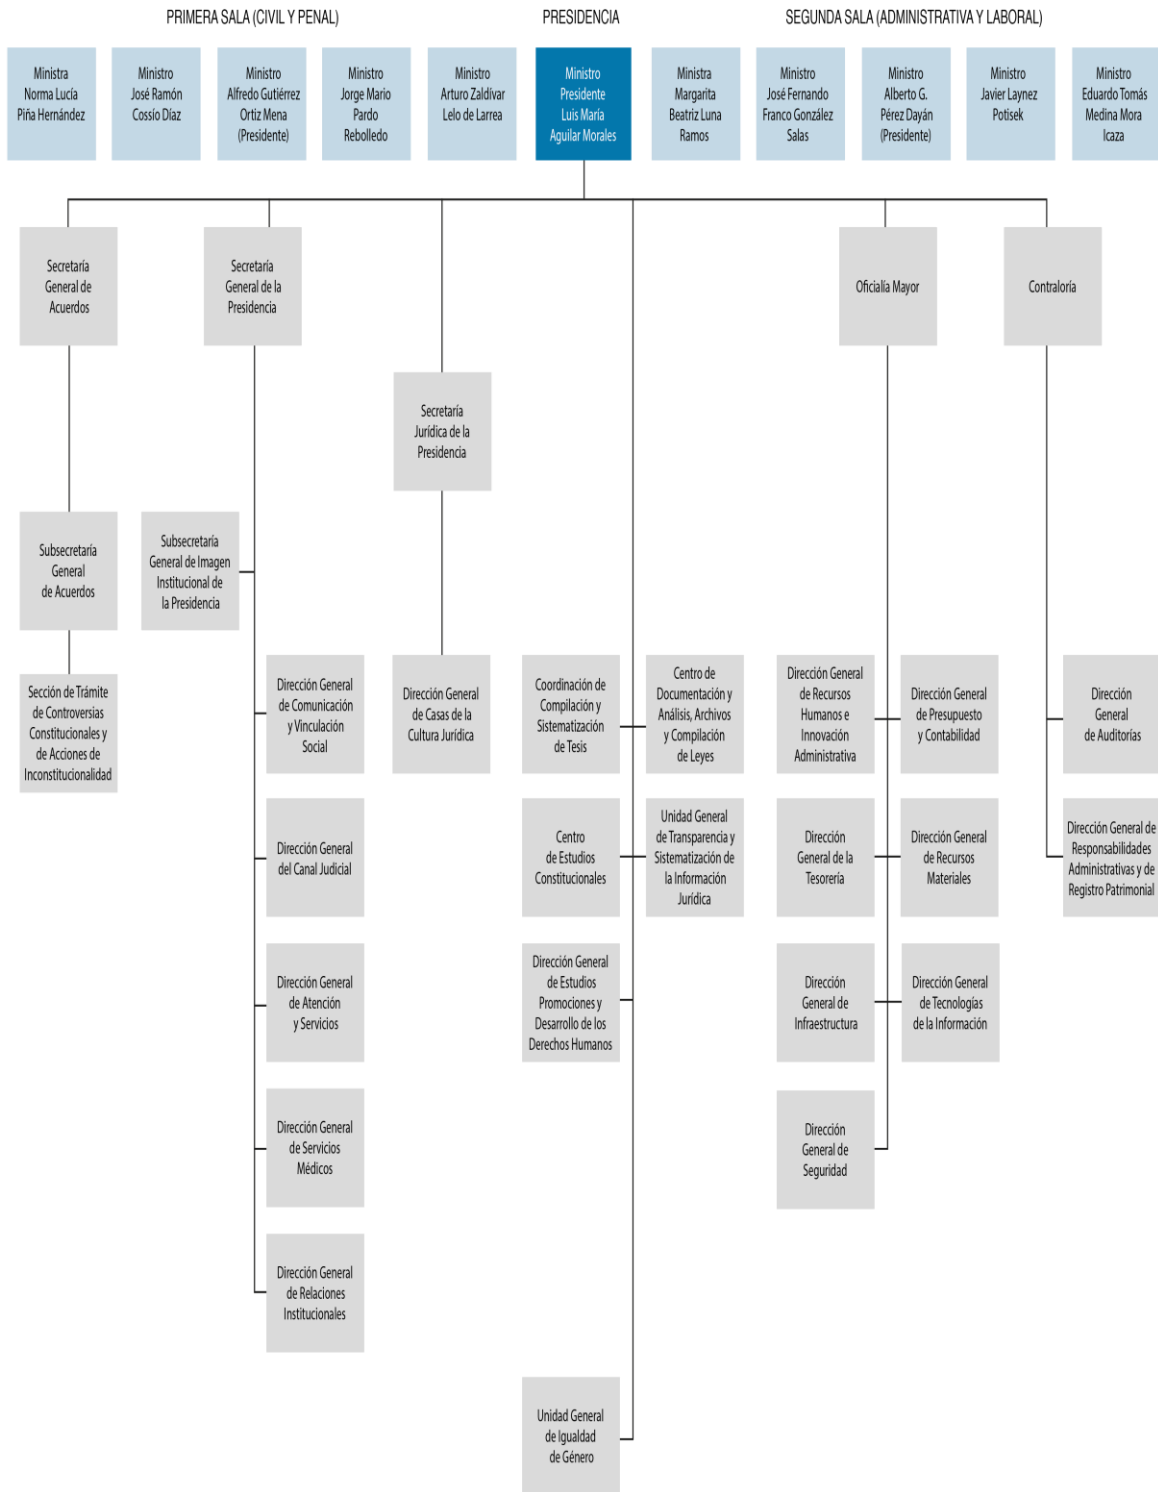 PRIMERA SALA (CIVIL Y PENAL)
PRESIDENCIA
SEGUNDA SALA (ADMINISTRATIVA Y LABORAL)
Ministra
Norma Lucía
Piña Hernández
Ministro
José Ramón
Cossío Díaz
Ministro
Alfredo Gutiérrez
Ortiz Mena
(Presidente)
Ministro
Jorge Mario
Pardo
Rebolledo
Ministro
Arturo Zaldívar
Lelo de Larrea
Ministro
Presidente
Luis María
Aguilar Morales
Ministra
Margarita
Beatriz Luna
Ramos
Ministro
José Fernando
Franco González
Salas
Ministro
Alberto G.
Pérez Dayán
(Presidente)
Ministro
Javier Laynez
Potisek
Ministro
Eduardo Tomás
Medina Mora
Icaza
Secretaría
General de
Acuerdos
Secretaría
General de la
Presidencia
Oficialía Mayor
Contraloría
Secretaría
Jurídica de la
Presidencia
Subsecretaría
General
de Acuerdos
Subsecretaría
General de Imagen
Institucional de
la Presidencia
Sección de Trámite
de Controversias
Constitucionales y
de Acciones de
Inconstitucionalidad
Dirección General
de Comunicación
y Vinculación
Social
Dirección General
de Casas de la
Cultura Jurídica
Coordinación de
Compilación y
Sistematización
de Tesis
Centro de
Documentación y
Análisis, Archivos
y Compilación
de Leyes
Dirección General
de Recursos
Humanos e
Innovación
Administrativa
Dirección General
de Presupuesto
y Contabilidad
Dirección
General
de Auditorías
Dirección General
del Canal Judicial
Centro
de Estudios
Constitucionales
Unidad General
de Transparencia y
Sistematización de
la Información
Jurídica
Dirección
General de la
Tesorería
Dirección General
de Recursos
Materiales
Dirección General de
Responsabilidades
Administrativas y de
Registro Patrimonial
Dirección General
de Atención
y Servicios
Dirección General
de Estudios
Promociones y
Desarrollo de los
Derechos Humanos
Dirección
General de
Infraestructura
Dirección General
de Tecnologías
de la Información
Dirección General
de Servicios
Médicos
Dirección
General de
Seguridad
Dirección General
de Relaciones
Institucionales
Unidad General
de Igualdad
de Género